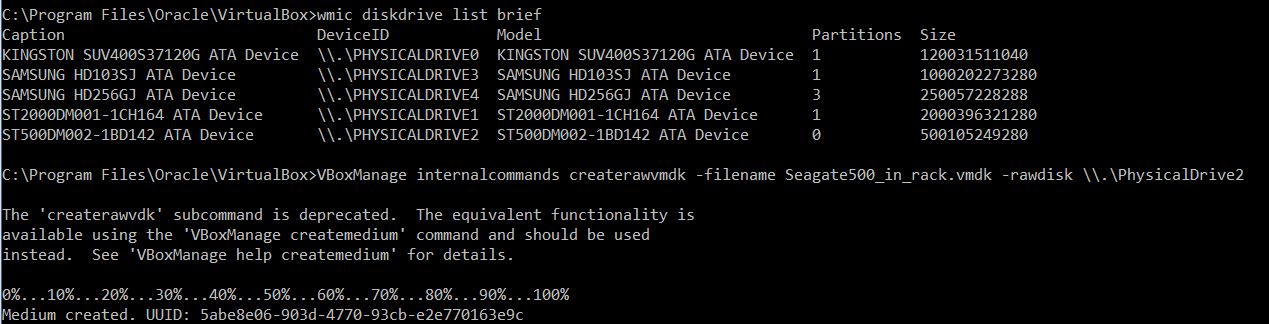 C:\Program Files\Oracle\VirtualBox>wmic diskdrive list brief
Caption DeviceID Model Partitions Size
KINGSTON SUV400S37120G ATA Device \\.\PHYSICALDRIVE0 KINGSTON SUV400S37120G ATA Device 1 120031511040
SAMSUNG HD103SJ ATA Device \\.\PHYSICALDRIVE3 SAMSUNG HD103SJ ATA Device 1 1000202273280
SAMSUNG HD256GJ ATA Device \\.\PHYSICALDRIVE4 SAMSUNG HD256GJ ATA Device 3 250057228288
ST2000DM001-1CH164 ATA Device \\.\PHYSICALDRIVE1 ST2000DM001-1CH164 ATA Device 1 2000396321280
ST500DM002-1BD142 ATA Device \\.\PHYSICALDRIVE2 ST500DM002-1BD142 ATA Device 0 500105249280
C:\Program Files\Oracle\VirtualBox>VBoxManage internalcommands createrawvmdk -filename Seagate500_in_rack.vmdk -rawdisk \\.\PhysicalDrive2
The 'createrawvdk' subcommand is deprecated.  The equivalent functionality is
available using the 'VBoxManage createmedium' command and should be used
instead.  See 'VBoxManage help createmedium' for details.
0%...10%...20%...30%...40%...50%...60%...70%...80%...90%...100%
Medium created. UUID: 5abe8e06-903d-4770-93cb-e2e770163e9c